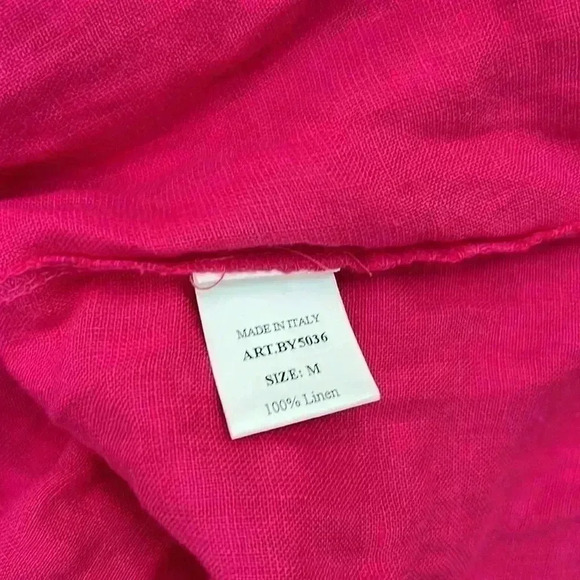 MADE IN ITALY
ART.BY5036
SIZE: M
100% Linen